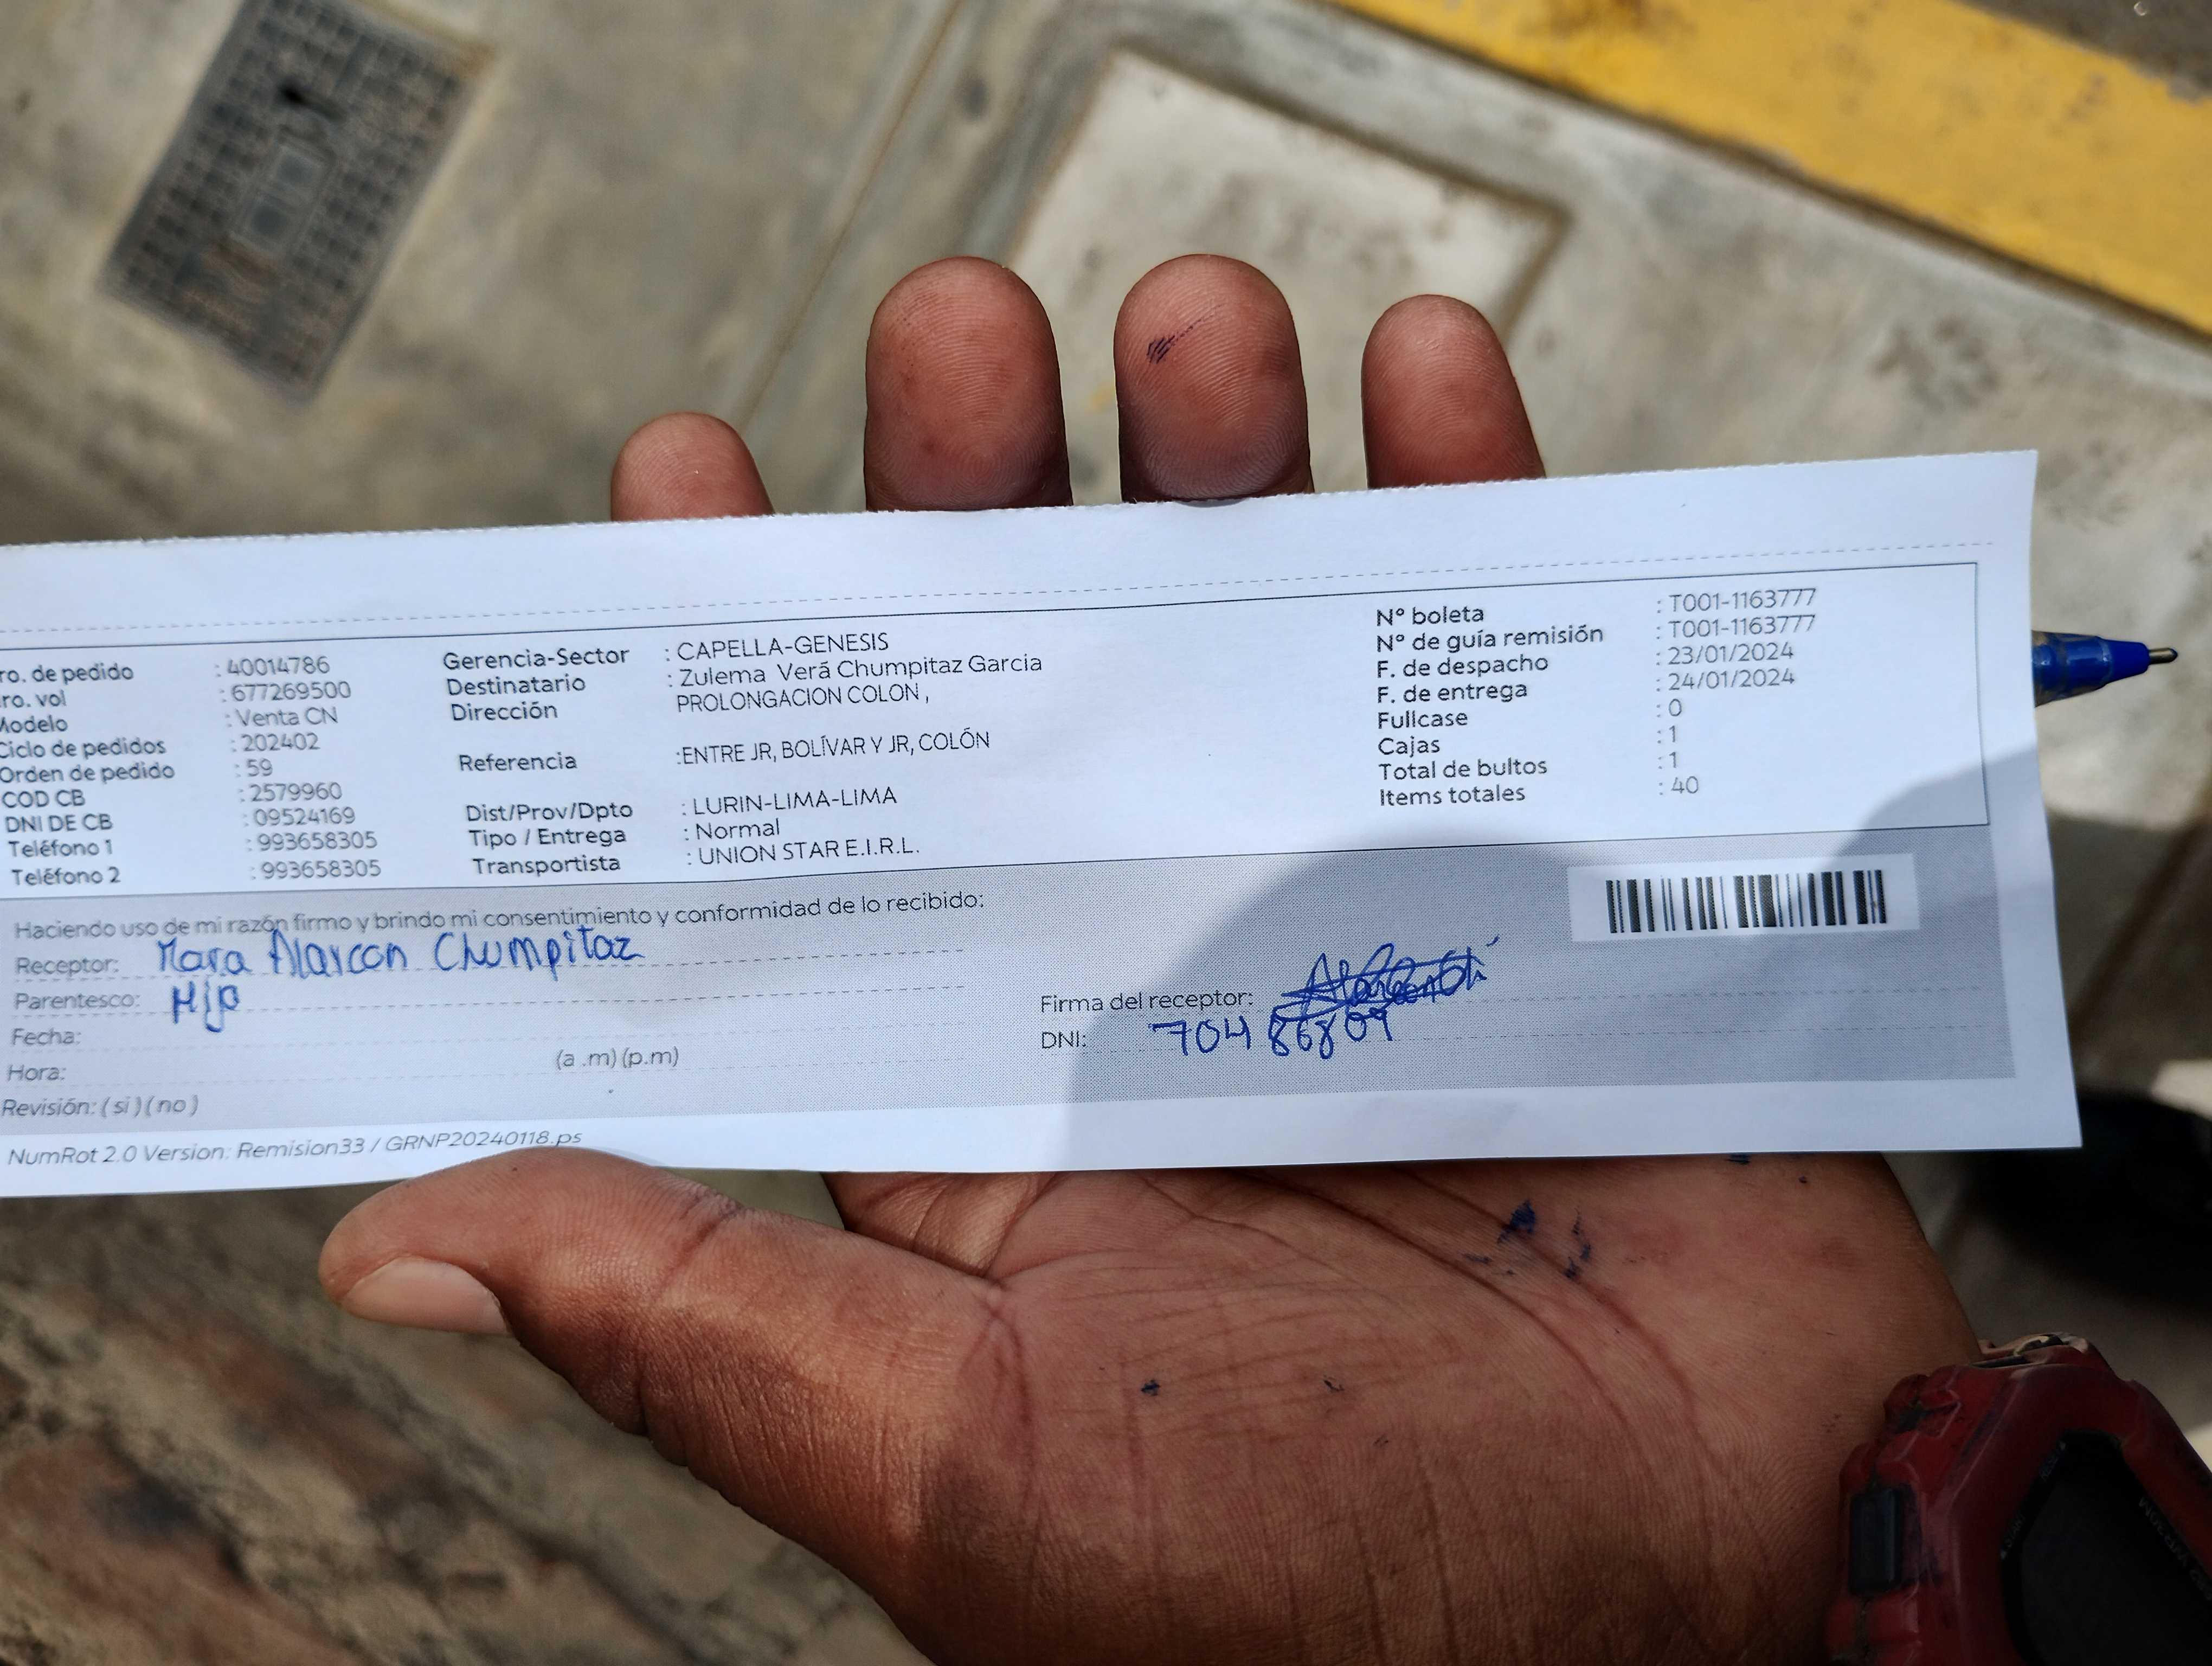 ro. de pedido : 40014786
ro. vol : 677269500
Modelo : Venta CN
Ciclo de pedidos : 202402
Orden de pedido : 59
COD CB : 2579960
DNI DE CB : 09524169
Teléfono 1 : 993658305
Teléfono 2 : 993658305
Gerencia-Sector : CAPELLA-GENESIS
Destinatario : Zulema Verá Chumpitaz Garcia
Dirección PROLONGACION COLON ,
Referencia :ENTRE JR, BOLÍVAR Y JR, COLÓN
Dist/Prov/Dpto : LURIN-LIMA-LIMA
Tipo / Entrega : Normal
Transportista : UNION STAR E.I.R.L.
Nº boleta : T001-1163777
Nº de guía remisión : T001-1163777
F. de despacho : 23/01/2024
F. de entrega : 24/01/2024
Fullcase : 0
Cajas : 1
Total de bultos : 1
Items totales : 40
Haciendo uso de mi razón firmo y brindo mi consentimiento y conformidad de lo recibido:
Receptor: Mara Alarcon Chumpitaz
Parentesco: Hija
Fecha:
Hora: (a .m) (p.m)
Revisión: ( si ) ( no )
Firma del receptor:
DNI: 70486809
NumRot 2.0 Version: Remision33 / GRNP20240118.ps